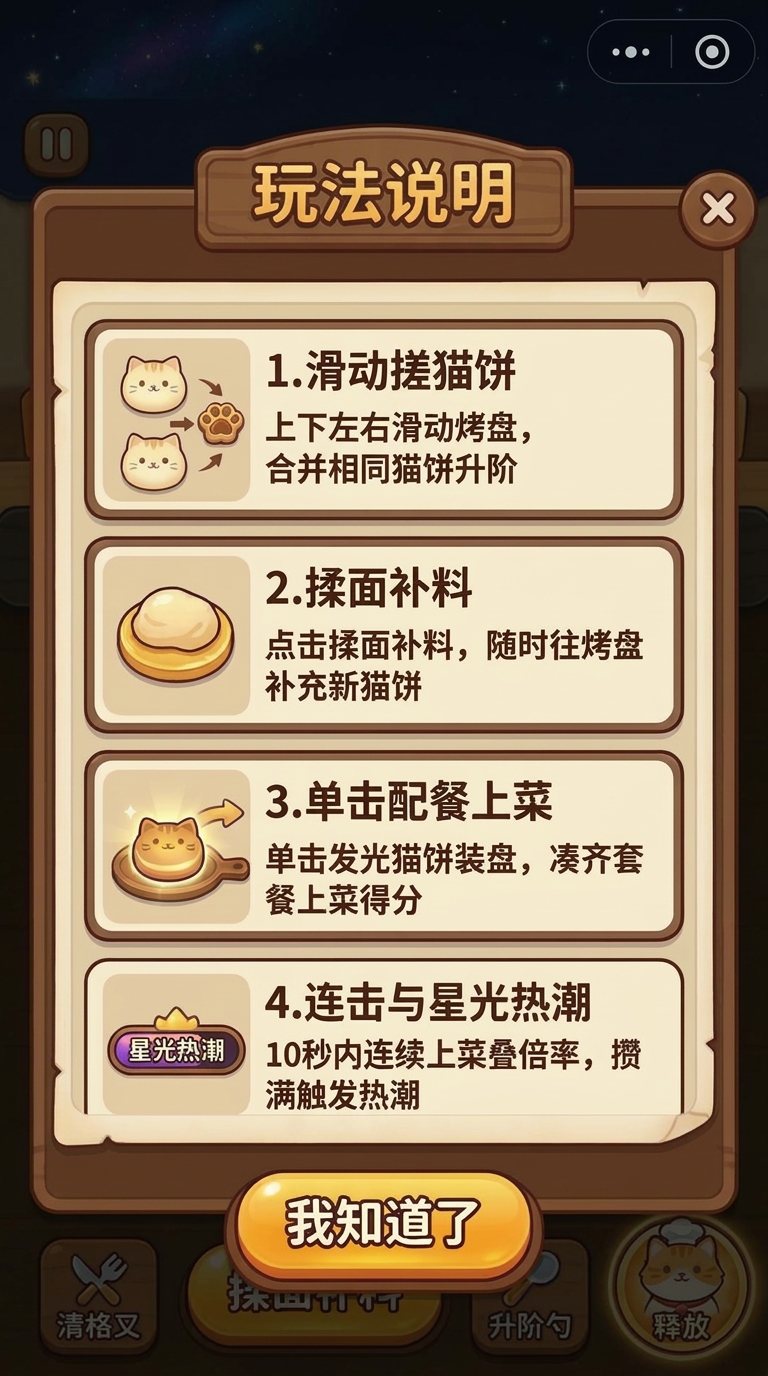 玩法说明
1.滑动搓猫饼
上下左右滑动烤盘，
合并相同猫饼升阶
2.揉面补料
点击揉面补料，随时往烤盘
补充新猫饼
3.单击配餐上菜
单击发光猫饼装盘，凑齐套
餐上菜得分
4.连击与星光热潮
星光热潮
10秒内连续上菜叠倍率，攒
满触发热潮
我知道了
清格叉
揉面补料
升阶勺
释放